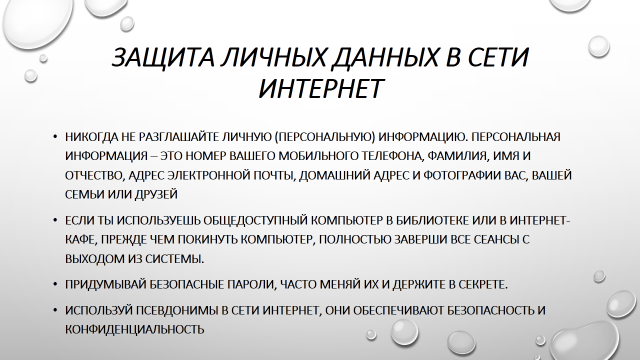 ЗАЩИТА ЛИЧНЫХ ДАННЫХ В СЕТИ
ИНТЕРНЕТ
• НИКОГДА НЕ РАЗГЛАШАЙТЕ ЛИЧНУЮ (ПЕРСОНАЛЬНУЮ) ИНФОРМАЦИЮ. ПЕРСОНАЛЬНАЯ
ИНФОРМАЦИЯ – ЭТО НОМЕР ВАШЕГО МОБИЛЬНОГО ТЕЛЕФОНА, ФАМИЛИЯ, ИМЯ И
ОТЧЕСТВО, АДРЕС ЭЛЕКТРОННОЙ ПОЧТЫ, ДОМАШНИЙ АДРЕС И ФОТОГРАФИИ ВАС, ВАШЕЙ
СЕМЬИ ИЛИ ДРУЗЕЙ
• ЕСЛИ ТЫ ИСПОЛЬЗУЕШЬ ОБЩЕДОСТУПНЫЙ КОМПЬЮТЕР В БИБЛИОТЕКЕ ИЛИ В ИНТЕРНЕТ-
КАФЕ, ПРЕЖДЕ ЧЕМ ПОКИНУТЬ КОМПЬЮТЕР, ПОЛНОСТЬЮ ЗАВЕРШИ ВСЕ СЕАНСЫ С
ВЫХОДОМ ИЗ СИСТЕМЫ.
• ПРИДУМЫВАЙ БЕЗОПАСНЫЕ ПАРОЛИ, ЧАСТО МЕНЯЙ ИХ И ДЕРЖИТЕ В СЕКРЕТЕ.
• ИСПОЛЬЗУЙ ПСЕВДОНИМЫ В СЕТИ ИНТЕРНЕТ, ОНИ ОБЕСПЕЧИВАЮТ БЕЗОПАСНОСТЬ И
КОНФИДЕНЦИАЛЬНОСТЬ